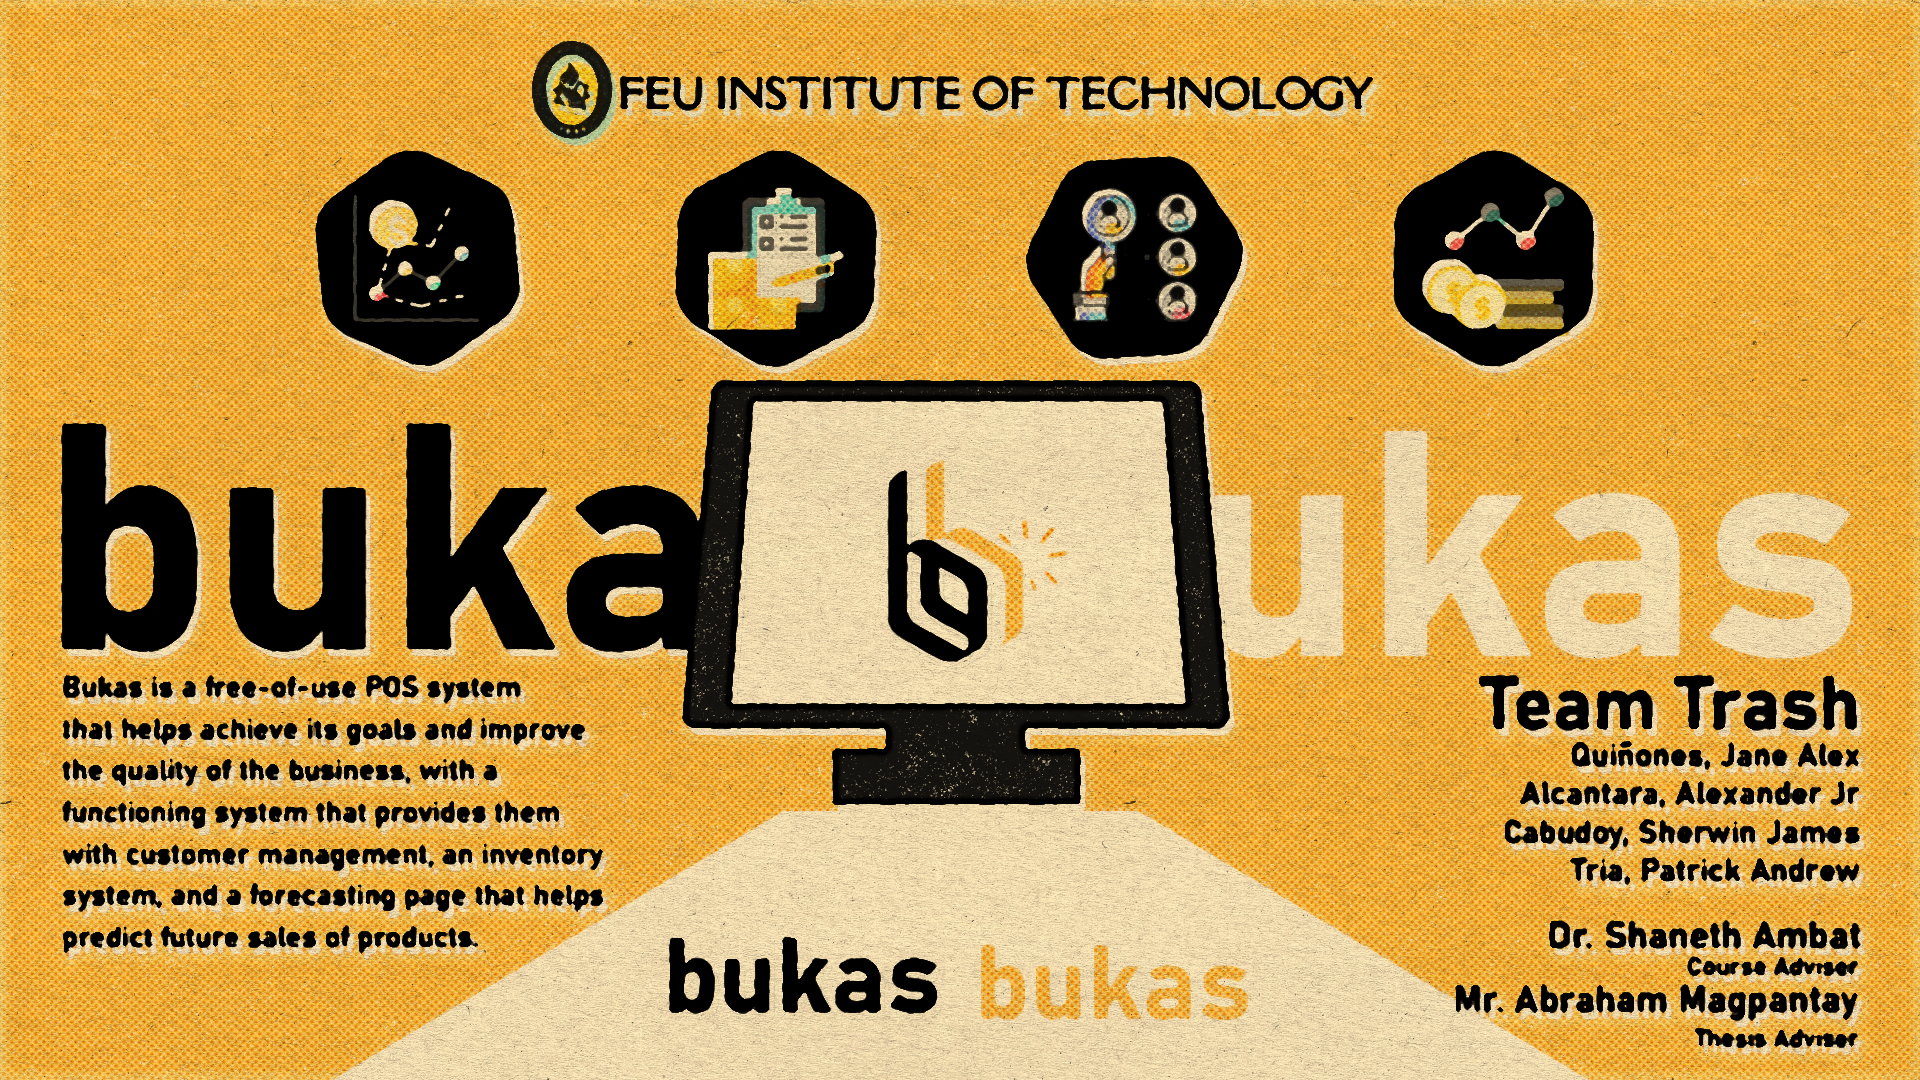 FEU INSTITUTE OF TECHNOLOGY
buka
ukas
Bukas is a free-of-use POS system
that helps achieve its goals and improve
the quality of the business, with a
functioning system that provides them
with customer management, an inventory
system, and a forecasting page that helps
predict future sales of products.
Team Trash
Quiñones, Jane Alex
Alcantara, Alexander Jr
Cabudoy, Sherwin James
Tria, Patrick Andrew
Dr. Shaneth Ambat
Course Adviser
Mr. Abraham Magpantay
Thesis Adviser
bukas bukas